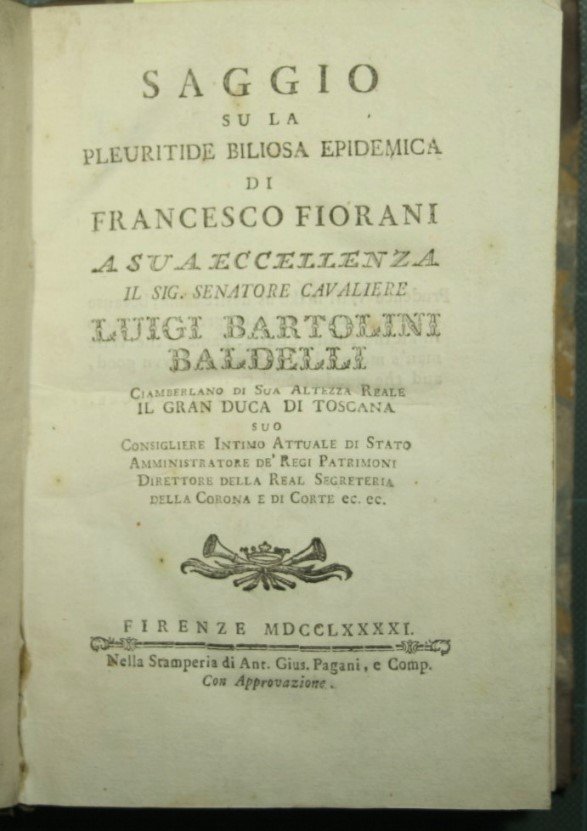 SAGGIO
SU LA
PLEURITIDE BILIOSA EPIDEMICA
DI
FRANCESCO FIORANI
A SUA ECCELLENZA
IL SIG. SENATORE CAVALIERE
LUIGI BARTOLINI
BALDELLI
CIAMBERLANO DI SUA ALTEZZA REALE
IL GRAN DUCA DI TOSCANA
SUO
CONSIGLIERE INTIMO ATTUALE DI STATO
AMMINISTRATORE DE' REGI PATRIMONI
DIRETTORE DELLA REAL SEGRETERIA
DELLA CORONA E DI CORTE ec. ec.
FIRENZE MDCCLXXXXI.
Nella Stamperia di Ant. Gius. Pagani, e Comp.
Con Approvazione.